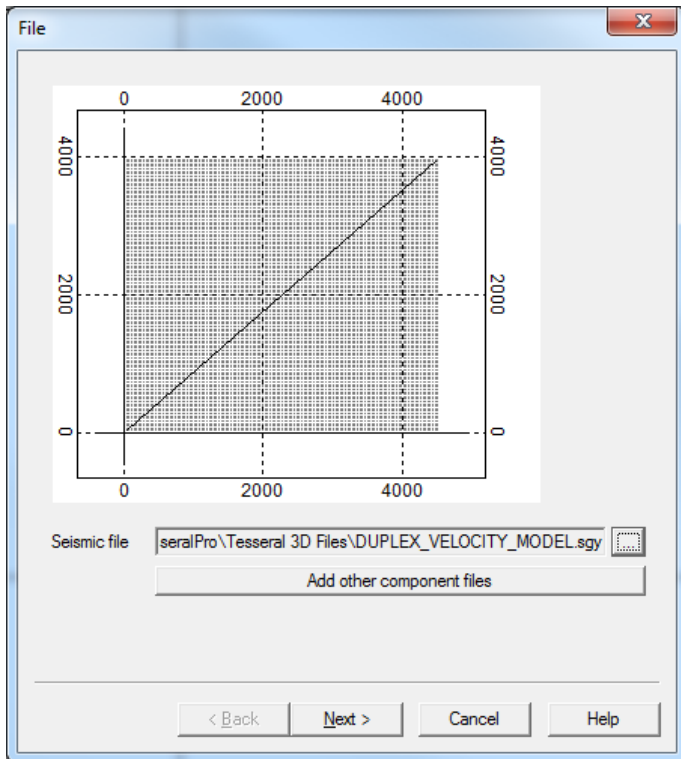 File
0 2000 4000
4000 4000
2000 2000
0 0
0 2000 4000
Seismic file seralPro\Tesseral 3D Files\DUPLEX_VELOCITY_MODEL.sgy ...
Add other component files
< Back Next > Cancel Help